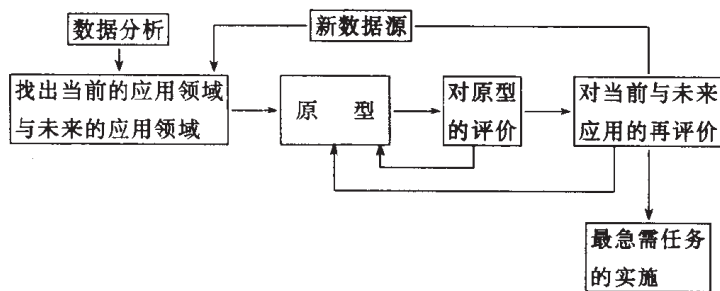 数据分析
新数据源
找出当前的应用领域
与未来的应用领域
原 型
对原型
的评价
对当前与未来
应用的再评价
最急需任务
的实施